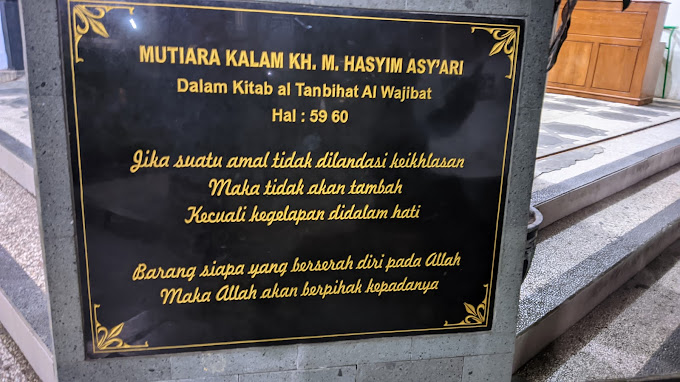 MUTIARA KALAM KH. M. HASYIM ASY'ARI
Dalam Kitab al Tanbihat Al Wajibat
Hal : 59 60
Jika suatu amal tidak dilandasi keikhlasan
Maka tidak akan tambah
Kecuali kegelapan didalam hati
Barang siapa yang berserah diri pada Allah
Maka Allah akan berpihak kepadanya